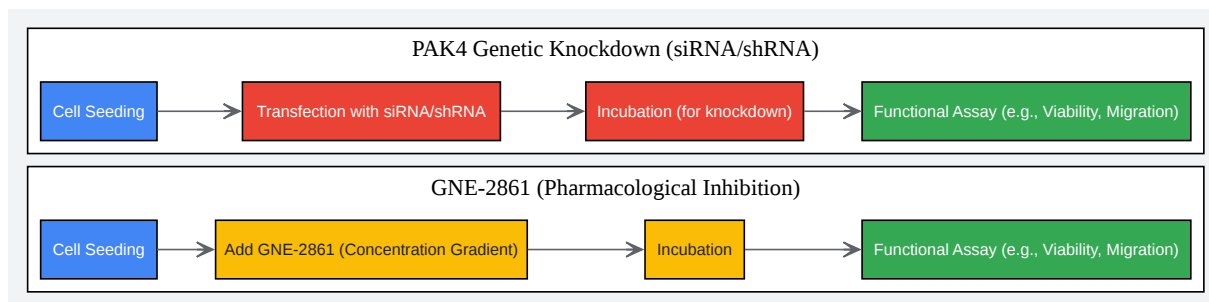 PAK4 Genetic Knockdown (siRNA/shRNA)
Cell Seeding
Transfection with siRNA/shRNA
Incubation (for knockdown)
Functional Assay (e.g., Viability, Migration)
GNE-2861 (Pharmacological Inhibition)
Cell Seeding
Add GNE-2861 (Concentration Gradient)
Incubation
Functional Assay (e.g., Viability, Migration)